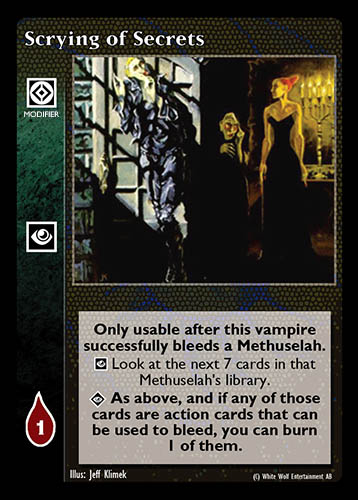 Scrying of Secrets
MODIFIER
Only usable after this vampire
successfully bleeds a Methuselah.
Look at the next 7 cards in that
Methuselah's library.
As above, and if any of those
cards are action cards that can
be used to bleed, you can burn
1 of them.
1
Illus: Jeff Klimek
(C) White Wolf Entertainment AB